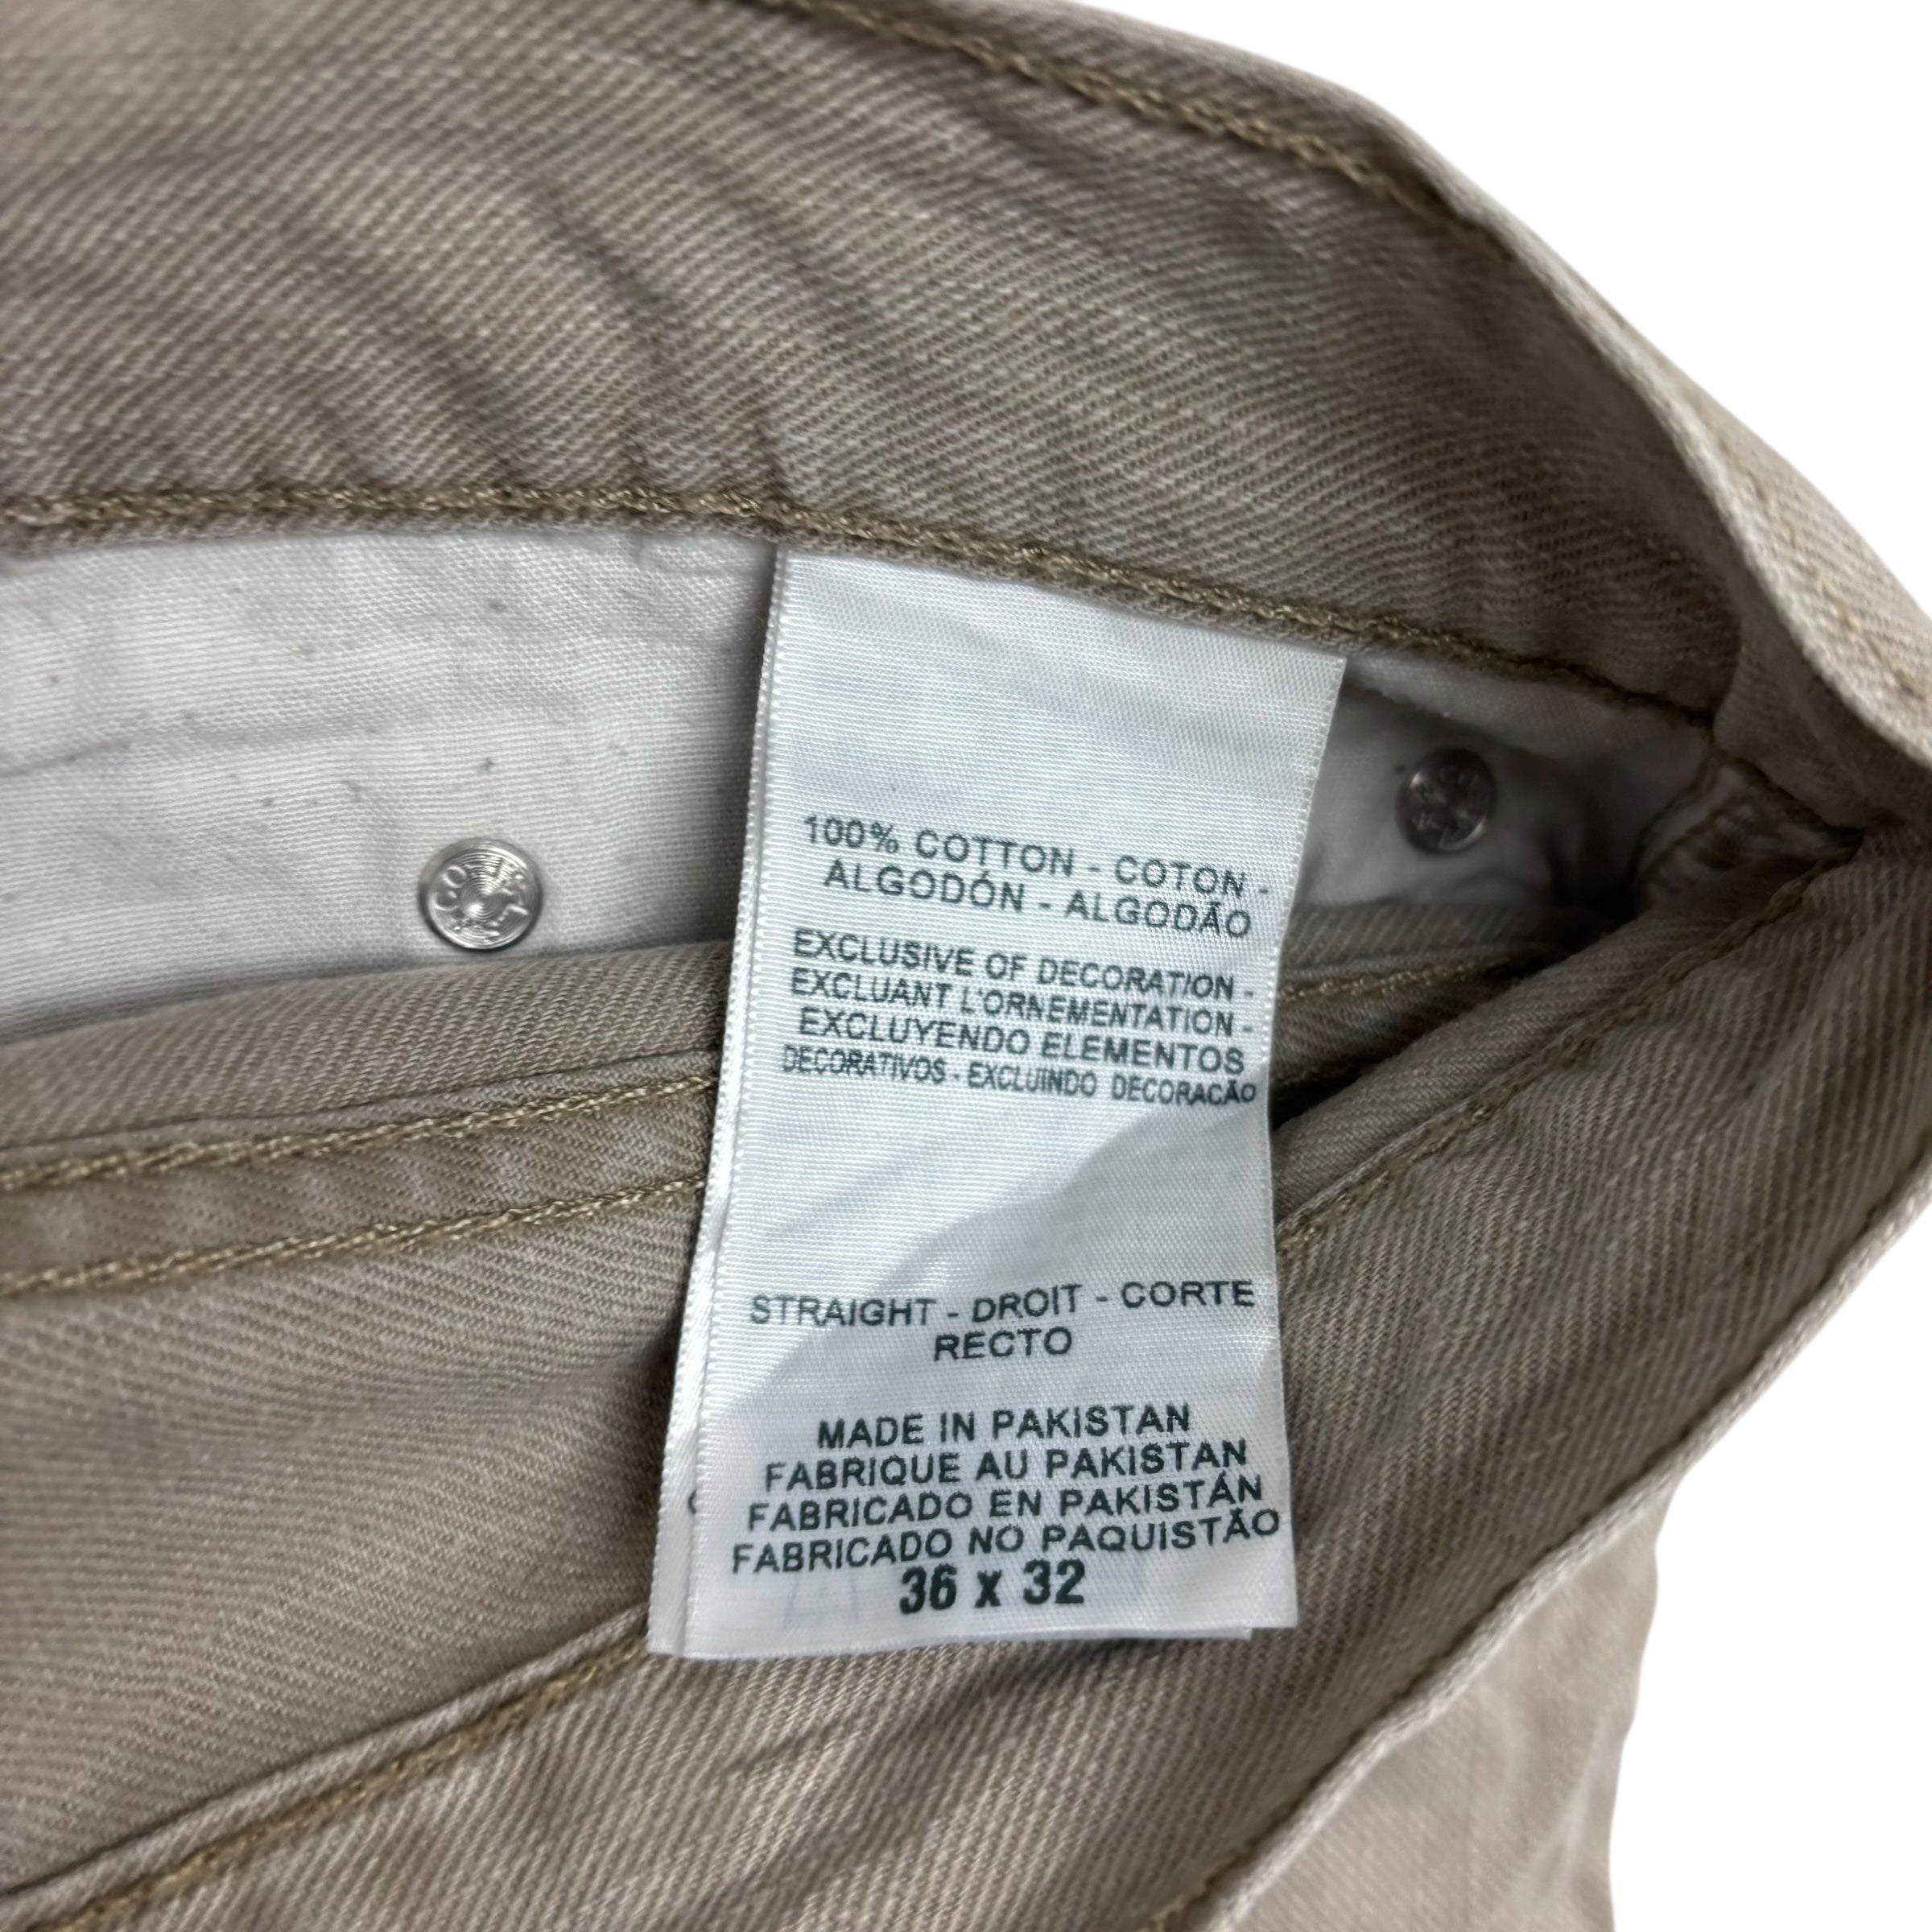 100% COTTON - COTON -
ALGODÓN - ALGODÃO
EXCLUSIVE OF DECORATION -
EXCLUANT L'ORNEMENTATION -
EXCLUYENDO ELEMENTOS
DECORATIVOS - EXCLUINDO DECORAÇÃO
STRAIGHT - DROIT - CORTE
RECTO
MADE IN PAKISTAN
FABRIQUE AU PAKISTAN
FABRICADO EN PAKISTÁN
FABRICADO NO PAQUISTÃO
36 x 32